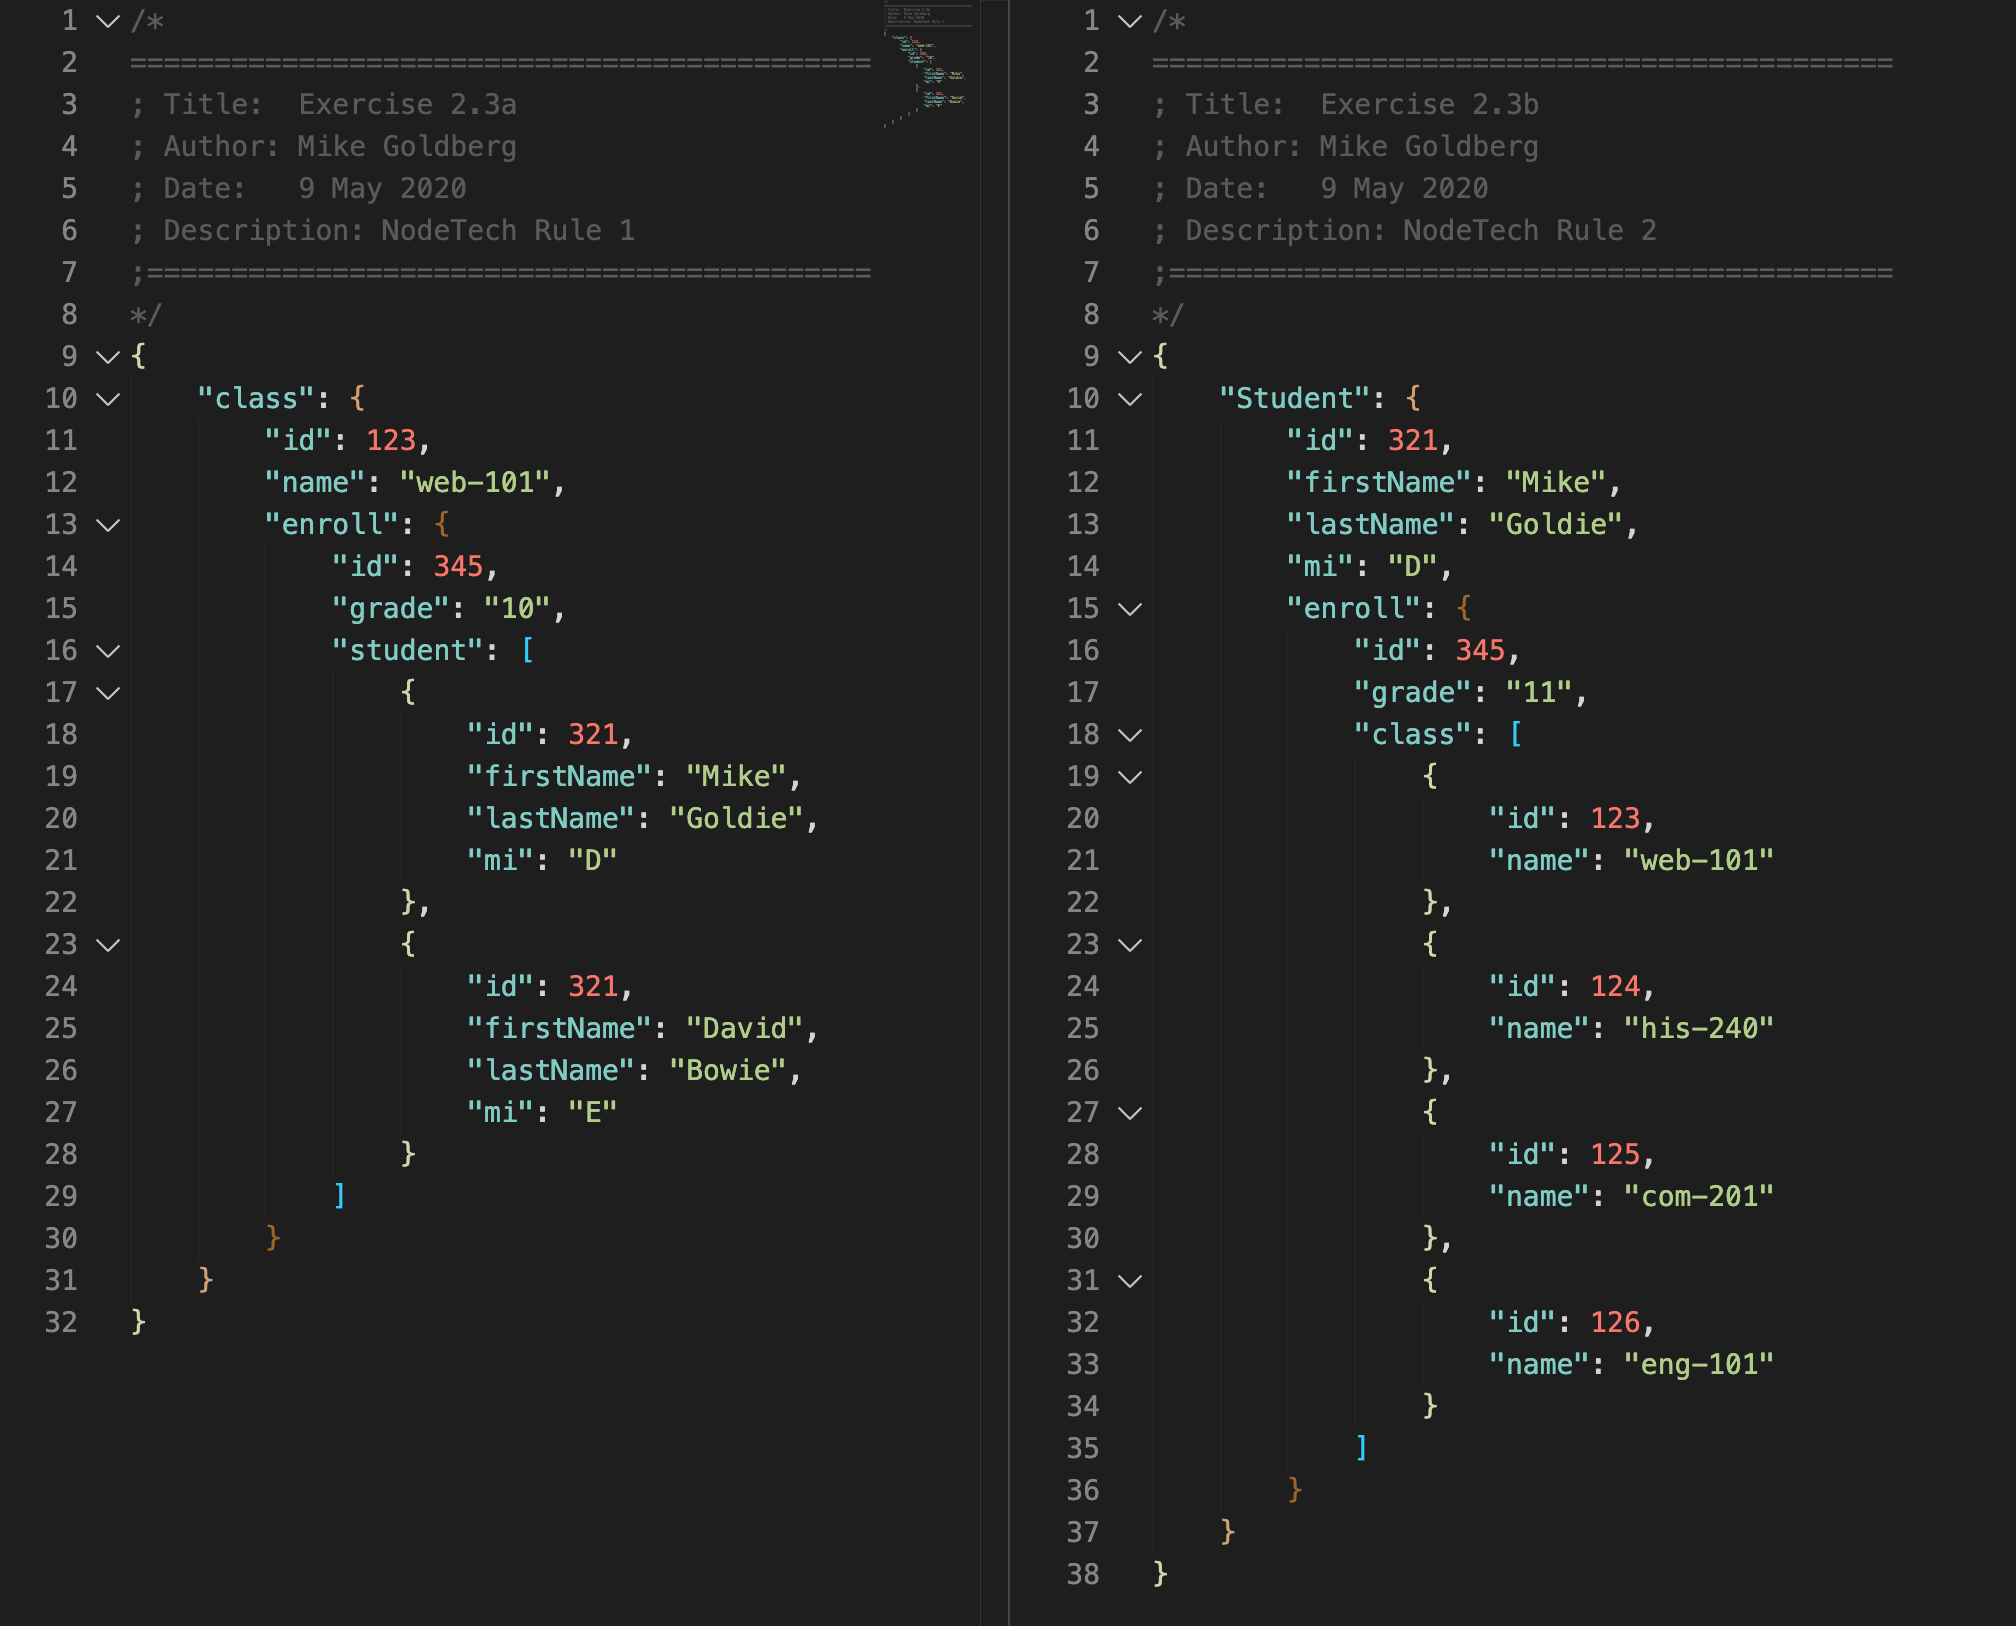 1 /*
2 ============================================
3 ; Title:  Exercise 2.3a
4 ; Author: Mike Goldberg
5 ; Date:   9 May 2020
6 ; Description: NodeTech Rule 1
7 ;===========================================
8 */
9 {
10     "class": {
11         "id": 123,
12         "name": "web-101",
13         "enroll": {
14             "id": 345,
15             "grade": "10",
16             "student": [
17                 {
18                     "id": 321,
19                     "firstName": "Mike",
20                     "lastName": "Goldie",
21                     "mi": "D"
22                 },
23                 {
24                     "id": 321,
25                     "firstName": "David",
26                     "lastName": "Bowie",
27                     "mi": "E"
28                 }
29             ]
30         }
31     }
32 }
1 /*
2 ============================================
3 ; Title:  Exercise 2.3b
4 ; Author: Mike Goldberg
5 ; Date:   9 May 2020
6 ; Description: NodeTech Rule 2
7 ;===========================================
8 */
9 {
10     "Student": {
11         "id": 321,
12         "firstName": "Mike",
13         "lastName": "Goldie",
14         "mi": "D",
15         "enroll": {
16             "id": 345,
17             "grade": "11",
18             "class": [
19                 {
20                     "id": 123,
21                     "name": "web-101"
22                 },
23                 {
24                     "id": 124,
25                     "name": "his-240"
26                 },
27                 {
28                     "id": 125,
29                     "name": "com-201"
30                 },
31                 {
32                     "id": 126,
33                     "name": "eng-101"
34                 }
35             ]
36         }
37     }
38 }